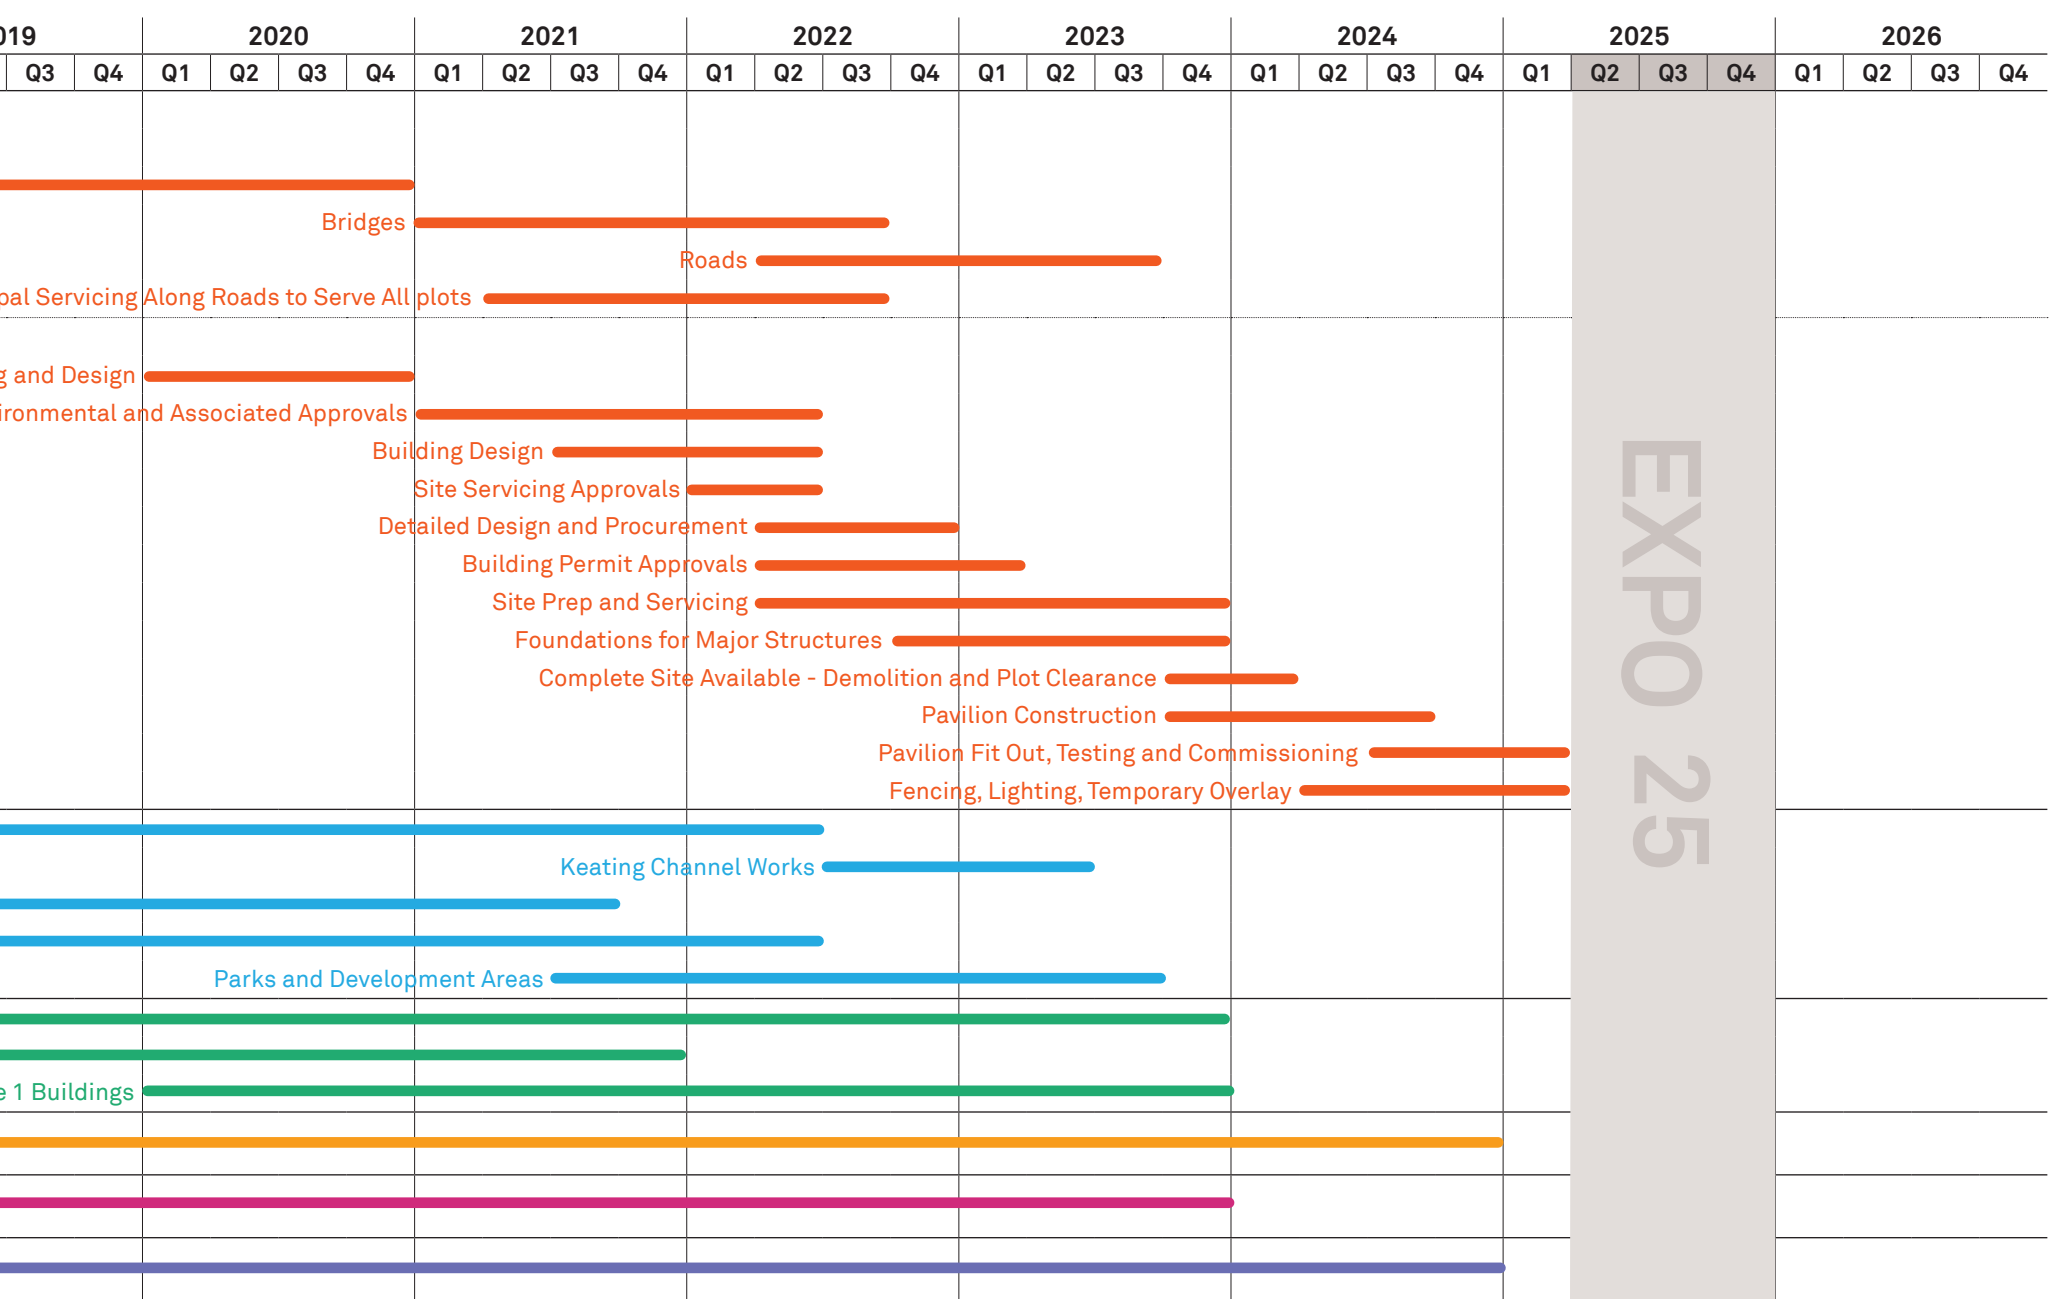 019 2020 2021 2022 2023 2024 2025 2026
Q3 Q4 Q1 Q2 Q3 Q4 Q1 Q2 Q3 Q4 Q1 Q2 Q3 Q4 Q1 Q2 Q3 Q4 Q1 Q2 Q3 Q4 Q1 Q2 Q3 Q4 Q1 Q2 Q3 Q4
Bridges
Roads
pal Servicing Along Roads to Serve All plots
g and Design
ironmental and Associated Approvals
Building Design
Site Servicing Approvals
Detailed Design and Procurement
Building Permit Approvals
Site Prep and Servicing
Foundations for Major Structures
Complete Site Available - Demolition and Plot Clearance
Pavilion Construction
Pavilion Fit Out, Testing and Commissioning
Fencing, Lighting, Temporary Overlay
Keating Channel Works
Parks and Development Areas
e 1 Buildings
EXPO 25